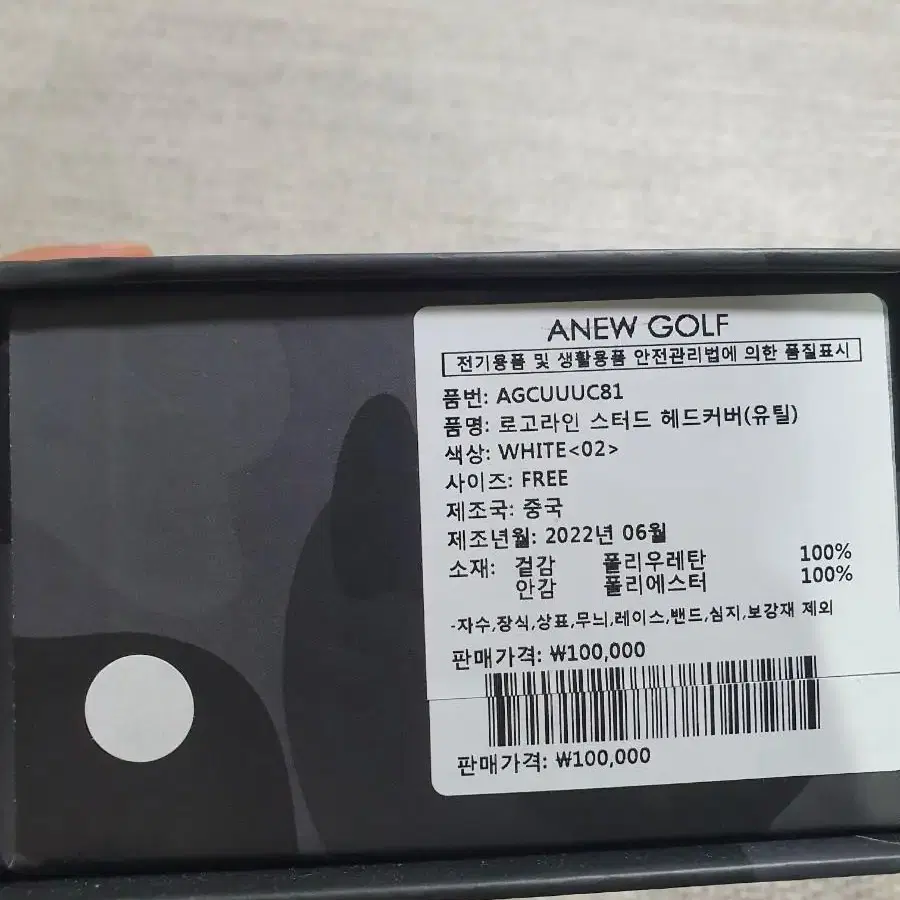 ANEW GOLF
전기용품 및 생활용품 안전관리법에 의한 품질표시
품번: AGCUUUC81
품명: 로고라인 스터드 헤드커버(유틸)
색상: WHITE<02>
사이즈: FREE
제조국: 중국
제조년월: 2022년 06월
소재: 겉감 폴리우레탄 100%
안감 폴리에스터 100%
-자수,장식,상표,무늬,레이스,밴드,심지,보강재 제외
판매가격: ₩100,000
판매가격: ₩100,000